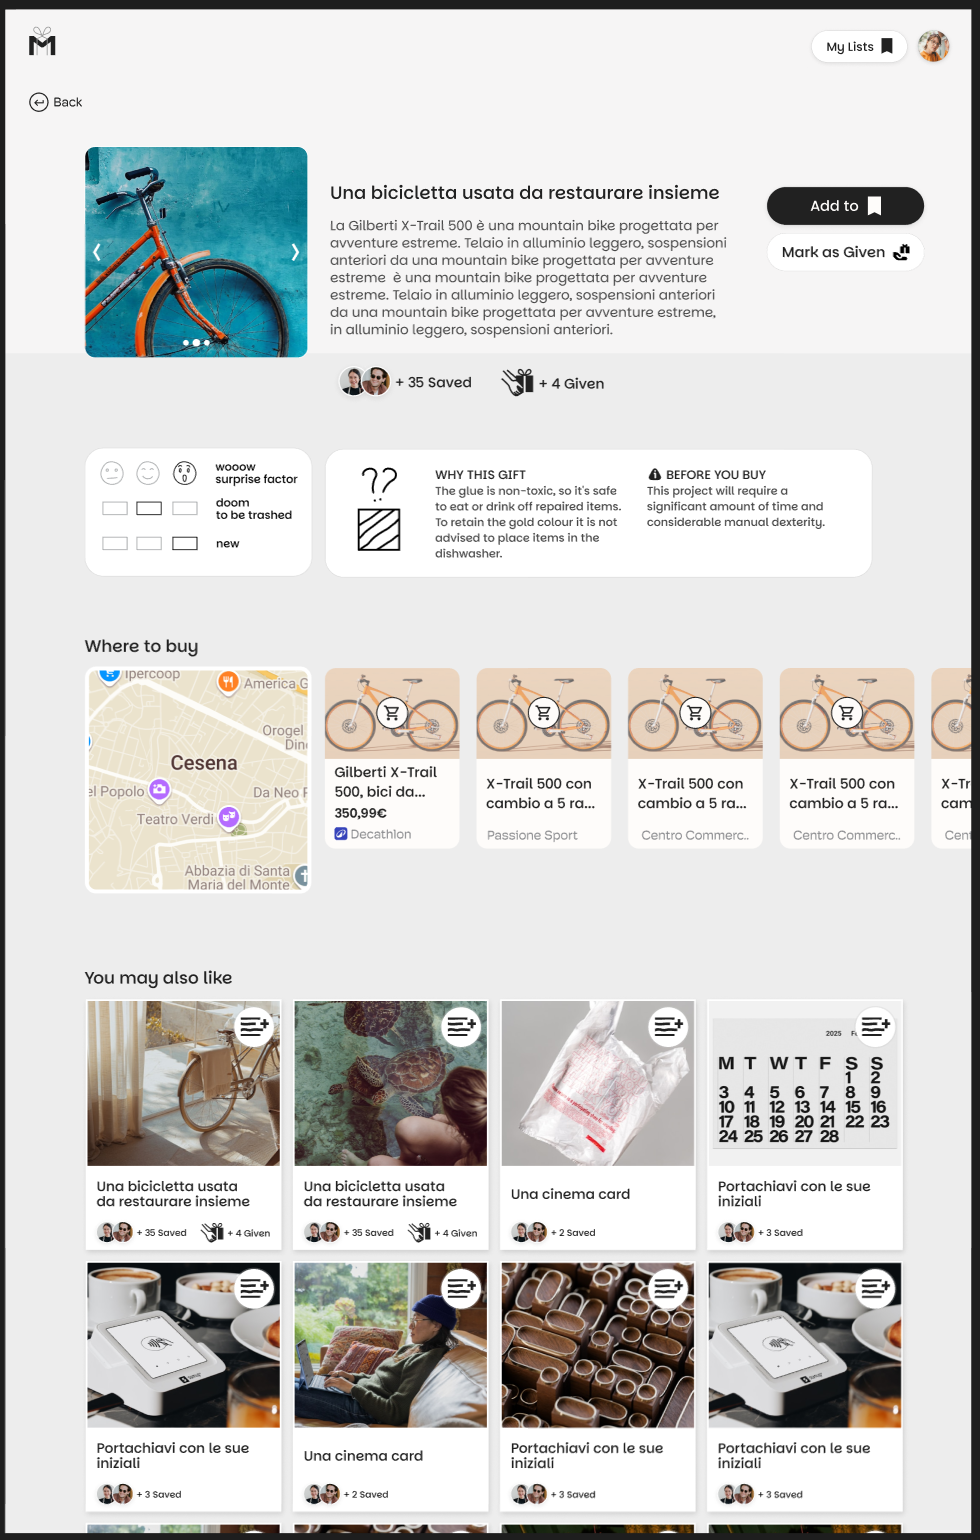 M
My Lists
Back
Una bicicletta usata da restaurare insieme
La Gilberti X-Trail 500 è una mountain bike progettata per
avventure estreme. Telaio in alluminio leggero, sospensioni
anteriori da una mountain bike progettata per avventure
estreme è una mountain bike progettata per avventure
estreme. Telaio in alluminio leggero, sospensioni anteriori
da una mountain bike progettata per avventure estreme,
in alluminio leggero, sospensioni anteriori.
Add to
Mark as Given
+ 35 Saved
+ 4 Given
wooow
surprise factor
doom
to be trashed
new
WHY THIS GIFT
The glue is non-toxic, so it's safe
to eat or drink off repaired items.
To retain the gold colour it is not
advised to place items in the
dishwasher.
BEFORE YOU BUY
This project will require a
significant amount of time and
considerable manual dexterity.
Where to buy
Ipercoop
America G
Orogel
Din
Cesena
el Popolo
Da Neo F
Teatro Verdi
Abbazia di Santa
Maria del Monte
Gilberti X-Trail
500, bici da...
350,99€
Decathlon
X-Trail 500 con
cambio a 5 ra...
Passione Sport
X-Trail 500 con
cambio a 5 ra...
Centro Commerc..
X-Trail 500 con
cambio a 5 ra...
Centro Commerc..
X-Tr
cam
Cent
You may also like
Una bicicletta usata
da restaurare insieme
+ 35 Saved
+ 4 Given
Una bicicletta usata
da restaurare insieme
+ 35 Saved
+ 4 Given
Una cinema card
+ 2 Saved
2025 F
M T W T F S S
1 2
3 4 5 6 7 8 9
10 11 12 13 14 15 16
17 18 19 20 21 22 23
24 25 26 27 28
Portachiavi con le sue
iniziali
+ 3 Saved
Portachiavi con le sue
iniziali
+ 3 Saved
Una cinema card
+ 2 Saved
Portachiavi con le sue
iniziali
+ 3 Saved
Portachiavi con le sue
iniziali
+ 3 Saved